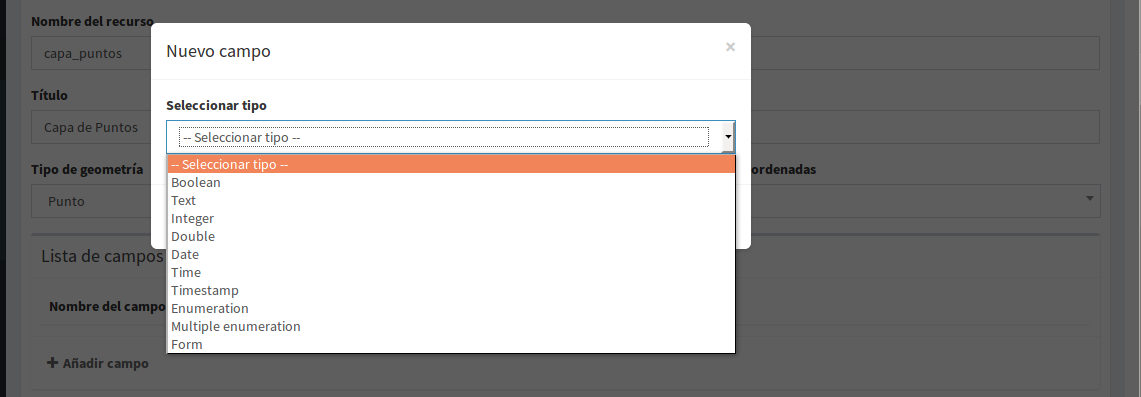 Nombre del recurso
capa_puntos
Título
Capa de Puntos
Tipo de geometría
ordenadas
Punto
Lista de campos
Nombre del campo
Añadir campo
Nuevo campo
×
Seleccionar tipo
-- Seleccionar tipo --
-- Seleccionar tipo --
Boolean
Text
Integer
Double
Date
Time
Timestamp
Enumeration
Multiple enumeration
Form